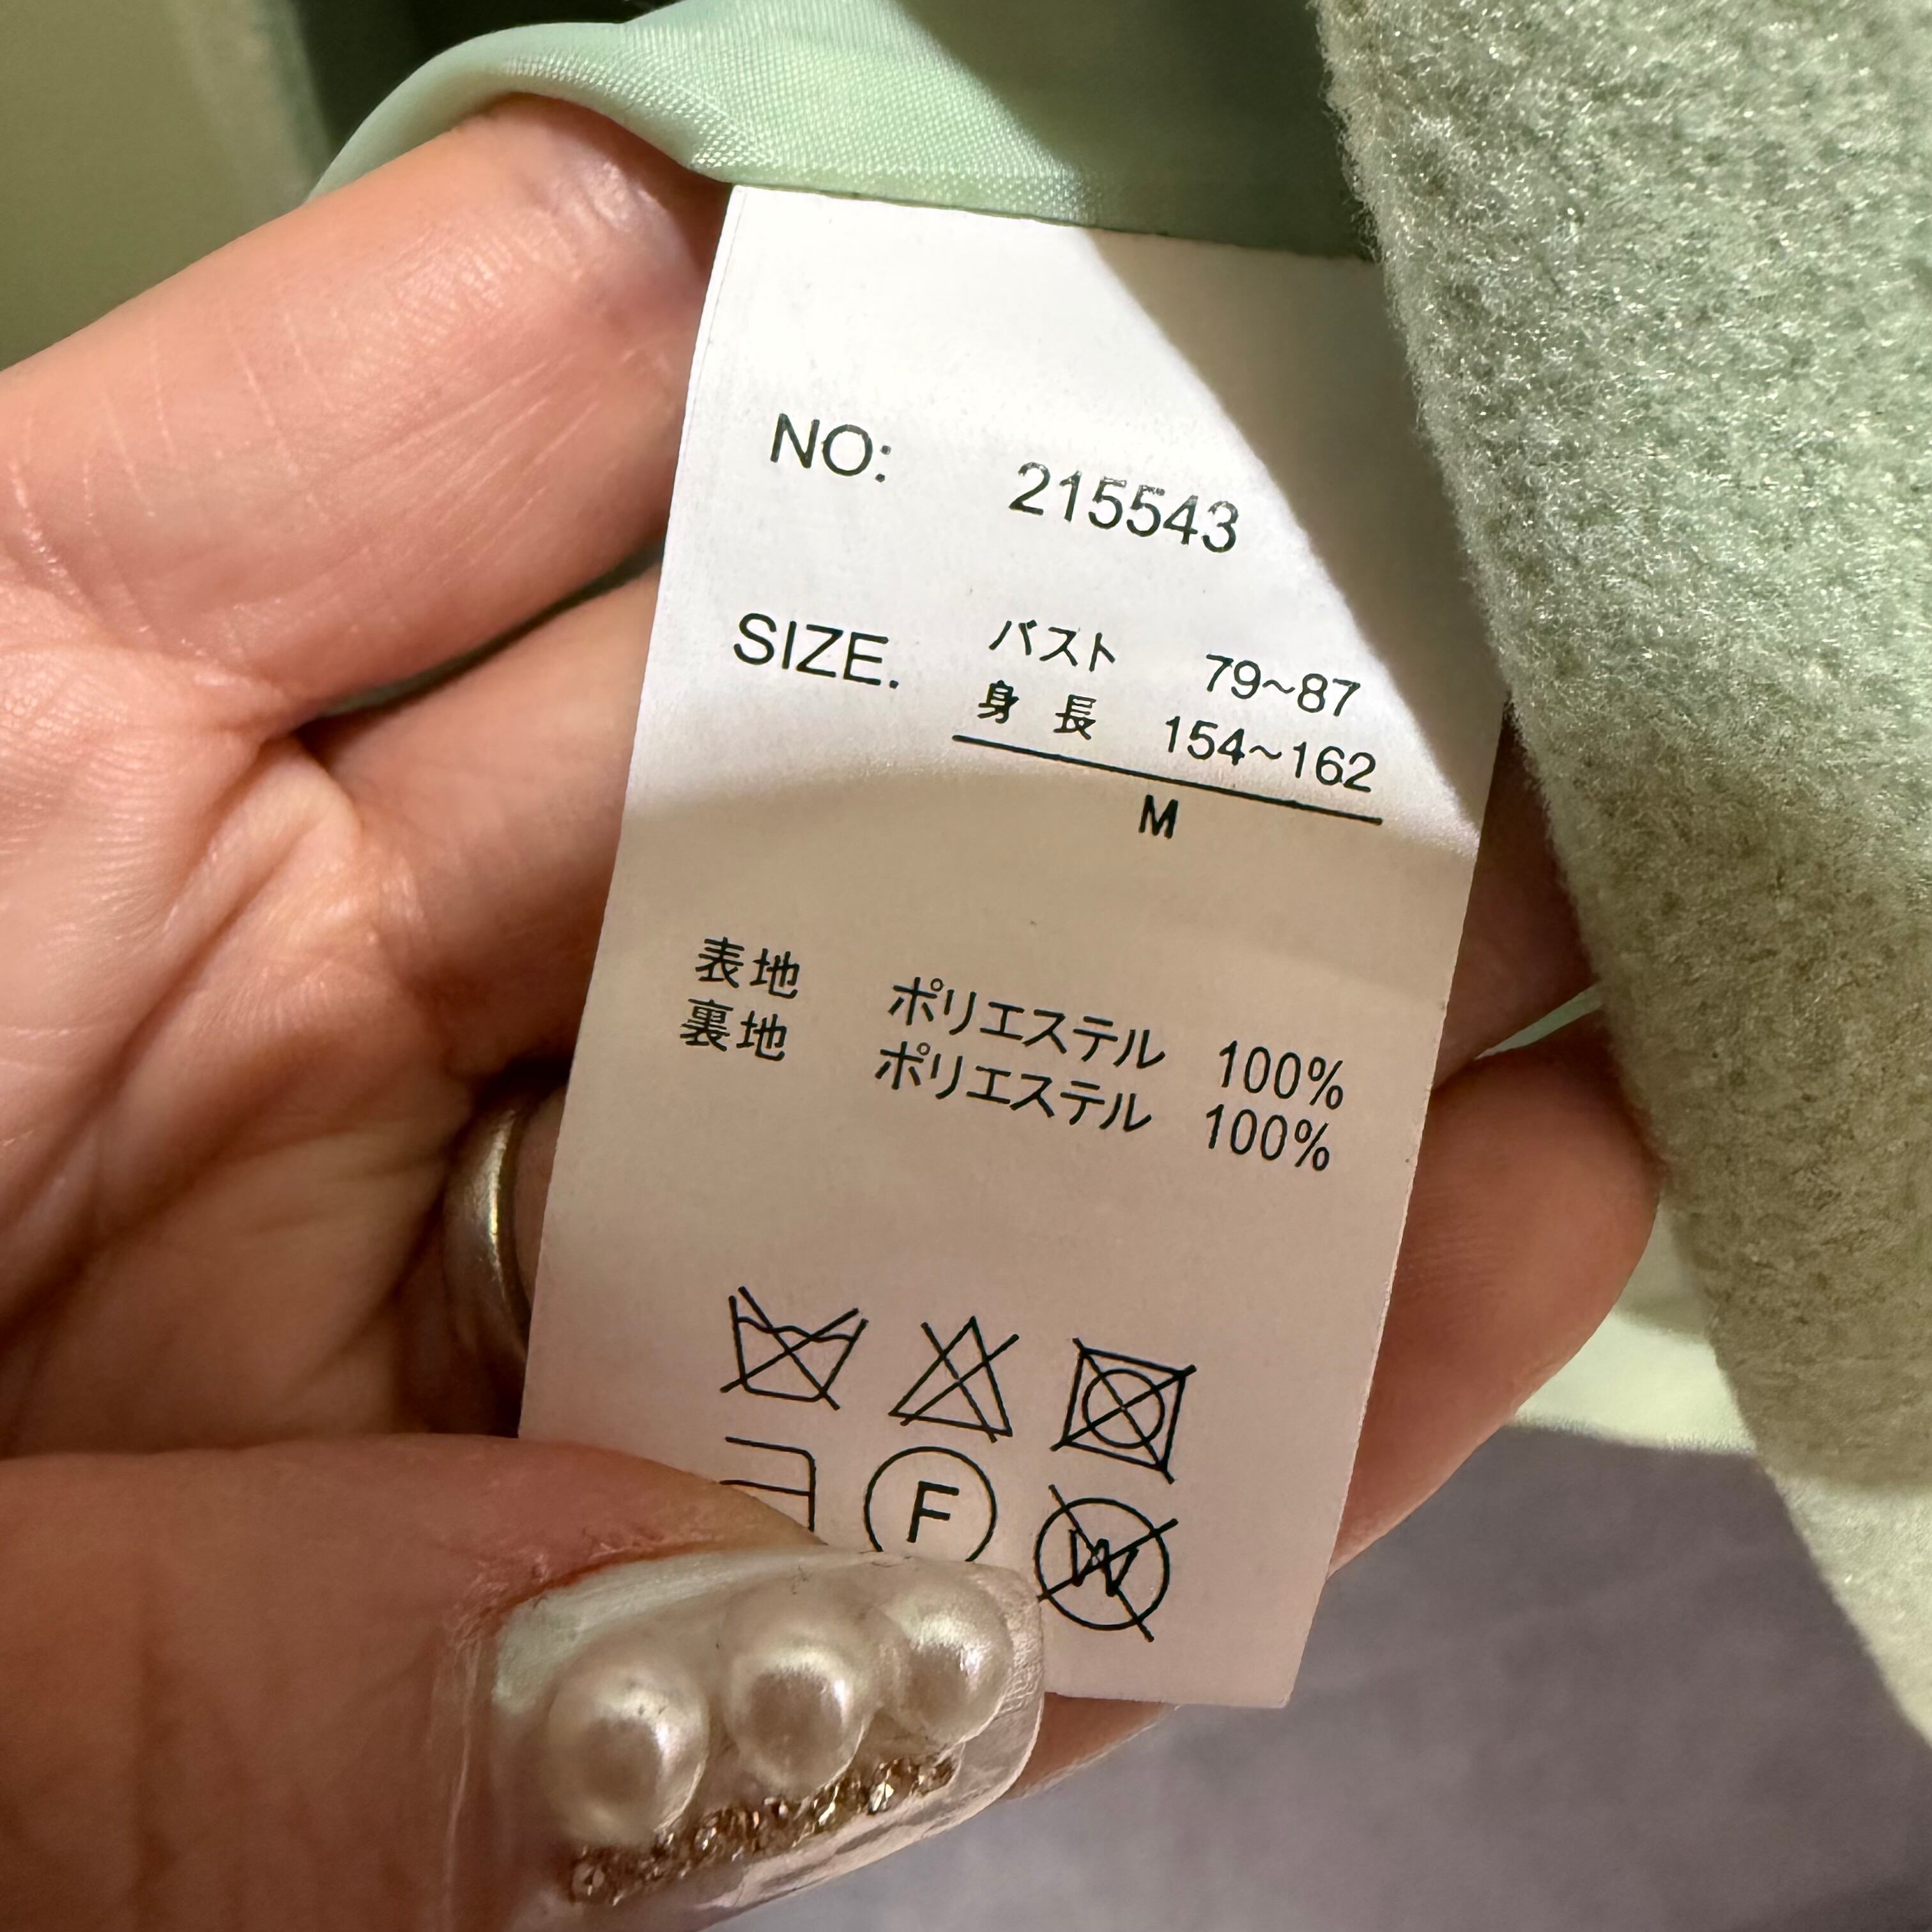 NO: 215543
SIZE. バスト 79~87
身長 154~162
M
表地 ポリエステル 100%
裏地 ポリエステル 100%
F W